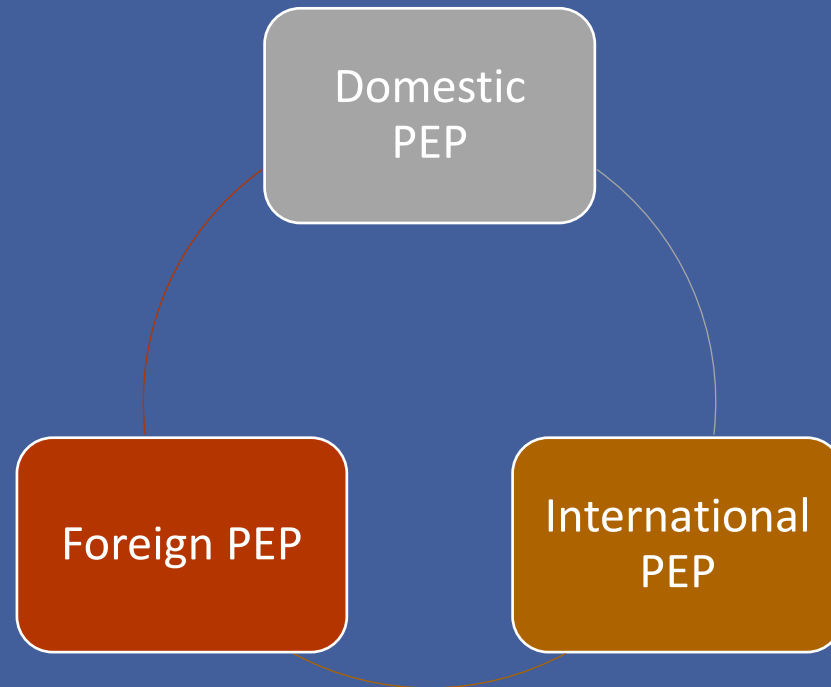 Domestic
PEP
Foreign PEP
International
PEP